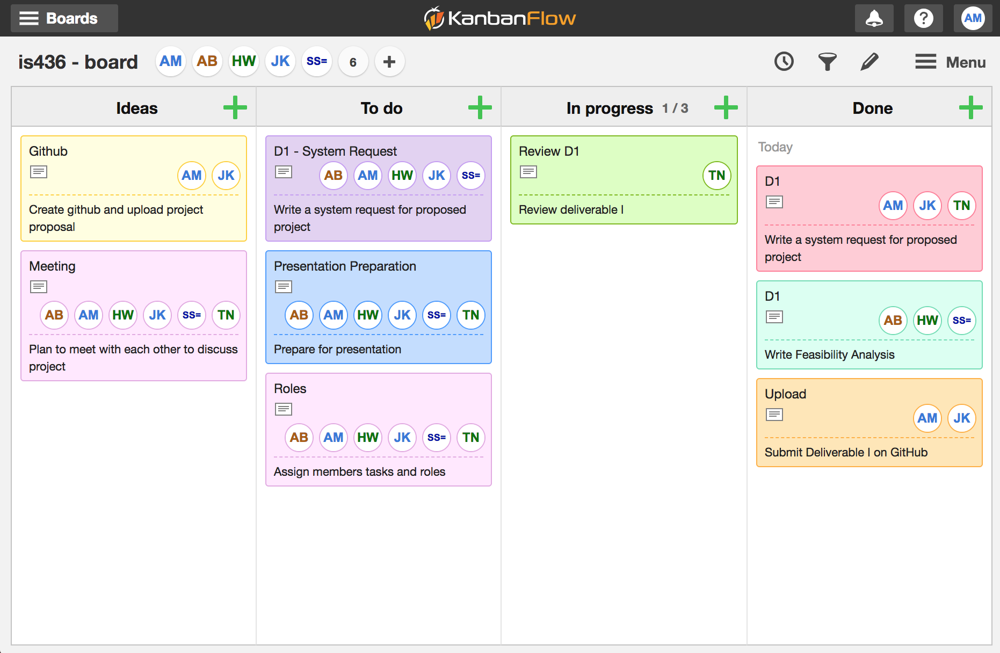 Boards
KanbanFlow
?
AM
is436 - board
AM AB HW JK SS= 6 +
Menu
Ideas
Github
AM JK
Create github and upload project
proposal
Meeting
AB AM HW JK SS= TN
Plan to meet with each other to discuss
project
To do
D1 - System Request
AB AM HW JK SS=
Write a system request for proposed
project
Presentation Preparation
AB AM HW JK SS= TN
Prepare for presentation
Roles
AB AM HW JK SS= TN
Assign members tasks and roles
In progress 1 / 3
Review D1
TN
Review deliverable I
Done
Today
D1
AM JK TN
Write a system request for proposed
project
D1
AB HW SS=
Write Feasibility Analysis
Upload
AM JK
Submit Deliverable I on GitHub